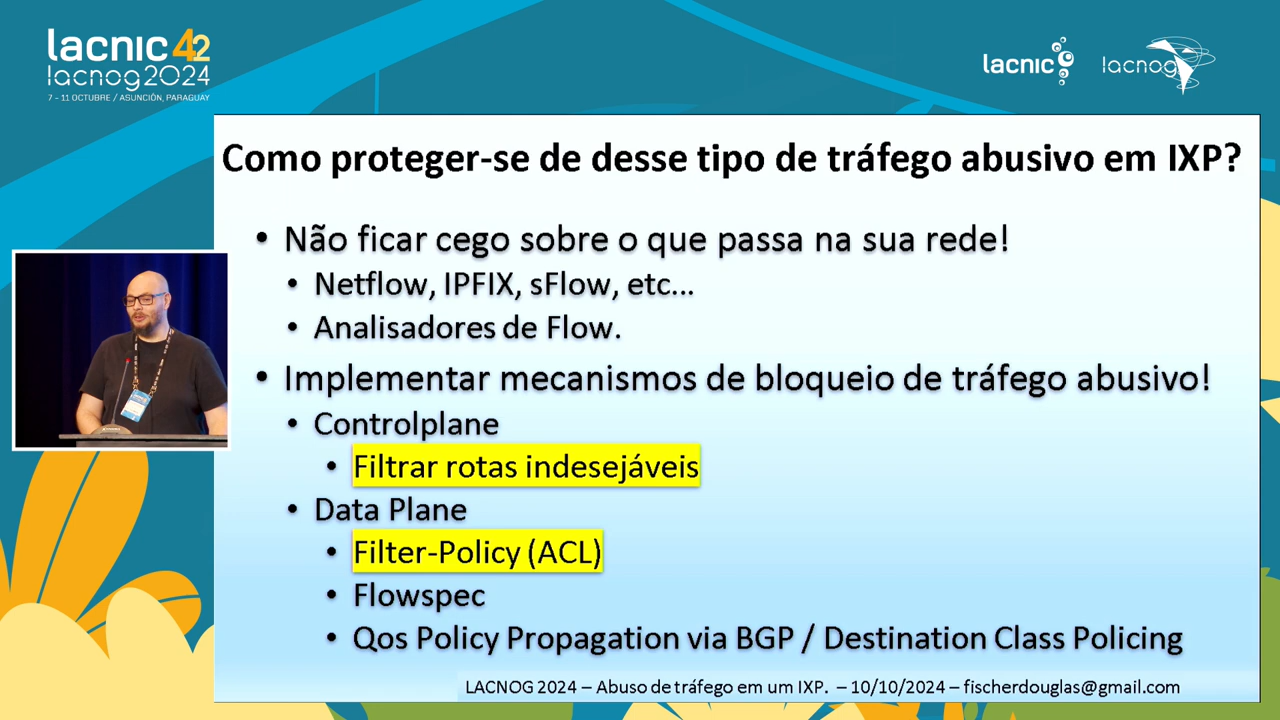 lacnic 42
lacnog2024
7 - 11 OCTUBRE / ASUNCIÓN, PARAGUAY
lacnic
lacnog
Como proteger-se de desse tipo de tráfego abusivo em IXP?
• Não ficar cego sobre o que passa na sua rede!
• Netflow, IPFIX, sFlow, etc...
• Analisadores de Flow.
• Implementar mecanismos de bloqueio de tráfego abusivo!
• Controlplane
• Filtrar rotas indesejáveis
• Data Plane
• Filter-Policy (ACL)
• Flowspec
• Qos Policy Propagation via BGP / Destination Class Policing
LACNOG 2024 – Abuso de tráfego em um IXP. – 10/10/2024 – fischerdouglas@gmail.com